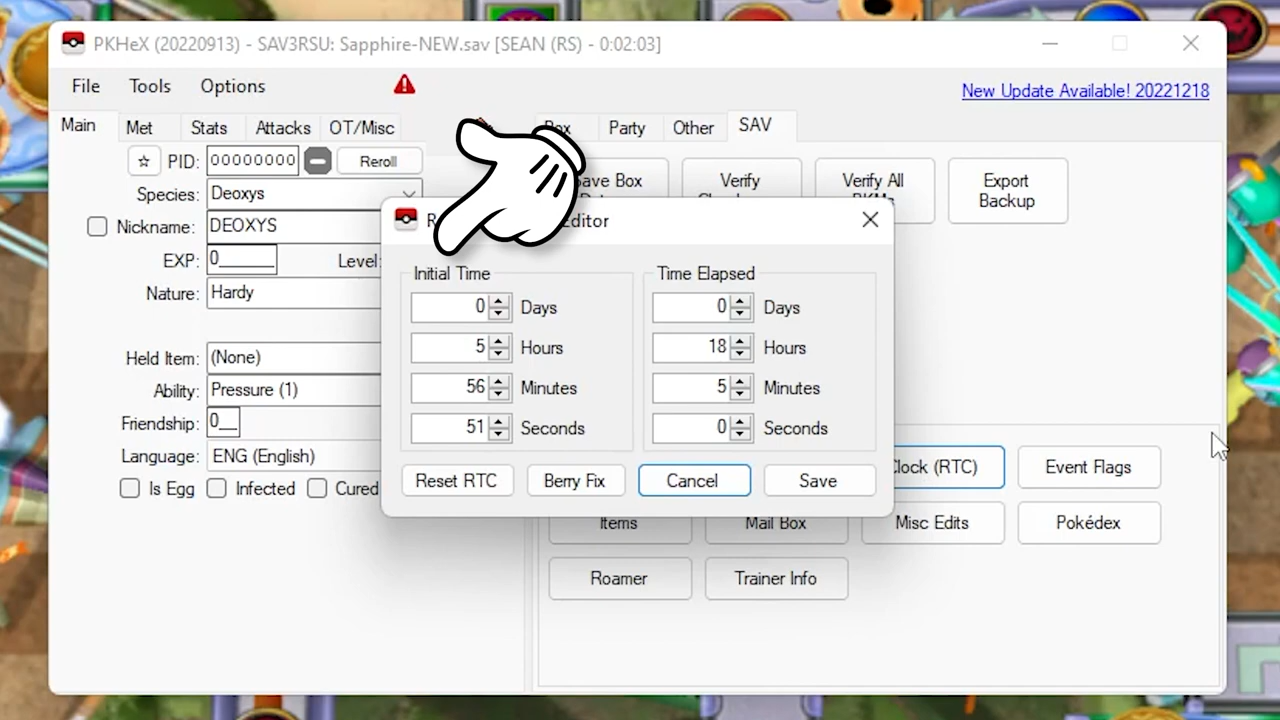 PKHeX (20220913) - SAV3RSU: Sapphire-NEW.sav [SEAN (RS) - 0:02:03]
File Tools Options
New Update Available! 20221218
Main Met Stats Attacks OT/Misc
Box Party Other SAV
PID: 00000000 Reroll
Species: Deoxys
Nickname: DEOXYS
EXP: 0 Level:
Nature: Hardy
Held Item: (None)
Ability: Pressure (1)
Friendship: 0
Language: ENG (English)
Is Egg Infected Cured
Save Box
Verify
Verify All
PKMs
Export
Backup
Editor
Initial Time
0 Days
5 Hours
56 Minutes
51 Seconds
Time Elapsed
0 Days
18 Hours
5 Minutes
0 Seconds
Reset RTC Berry Fix Cancel Save
Clock (RTC) Event Flags
Items Mail Box Misc Edits Pokédex
Roamer Trainer Info